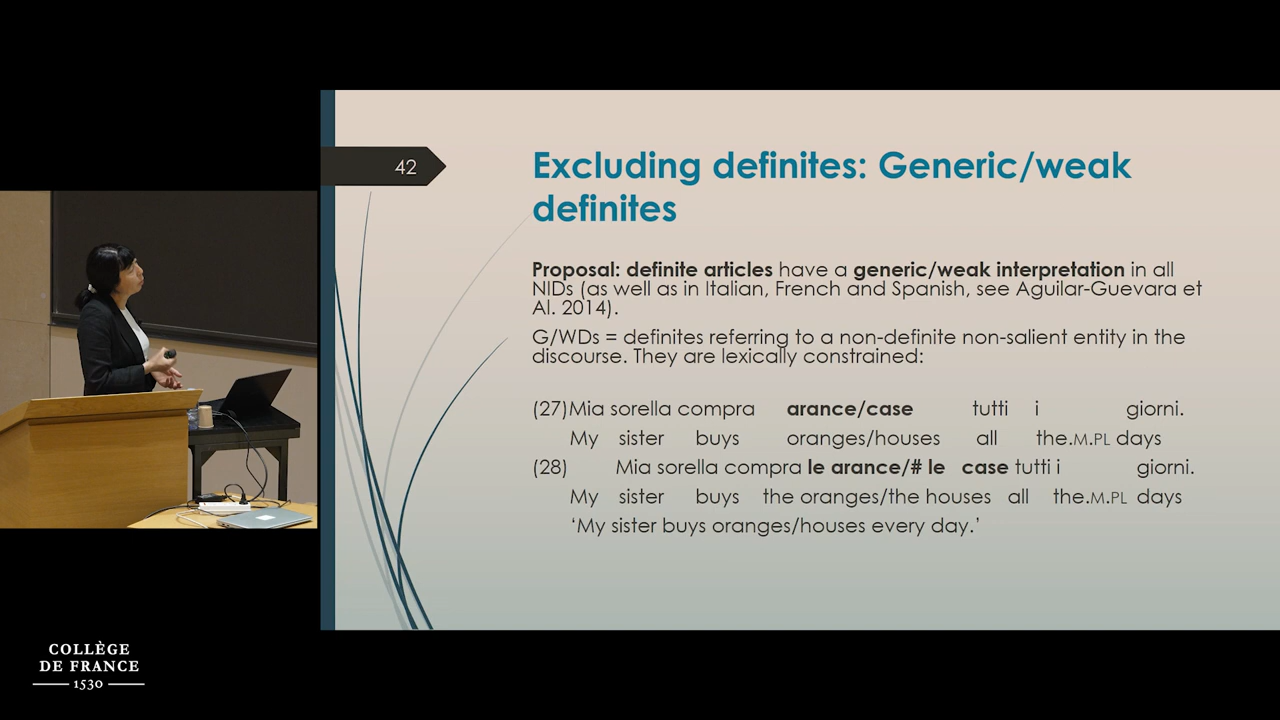 42
Excluding definites: Generic/weak
definites
Proposal: definite articles have a generic/weak interpretation in all
NIDs (as well as in Italian, French and Spanish, see Aguilar-Guevara et
Al. 2014).
G/WDs = definites referring to a non-definite non-salient entity in the
discourse. They are lexically constrained:
(27)Mia sorella compra arance/case tutti i giorni.
My sister buys oranges/houses all the.M.PL days
(28) Mia sorella compra le arance/# le case tutti i giorni.
My sister buys the oranges/the houses all the.M.PL days
‘My sister buys oranges/houses every day.’
COLLÈGE
DE FRANCE
1530